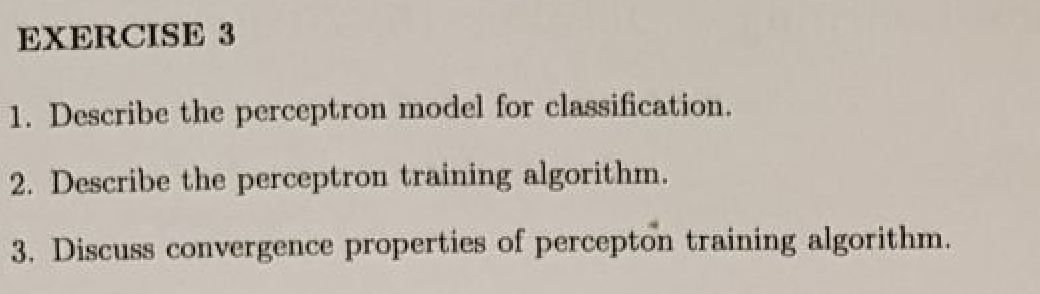 EXERCISE 3
1. Describe the perceptron model for classification.
2. Describe the perceptron training algorithm.
3. Discuss convergence properties of percepton training algorithm.